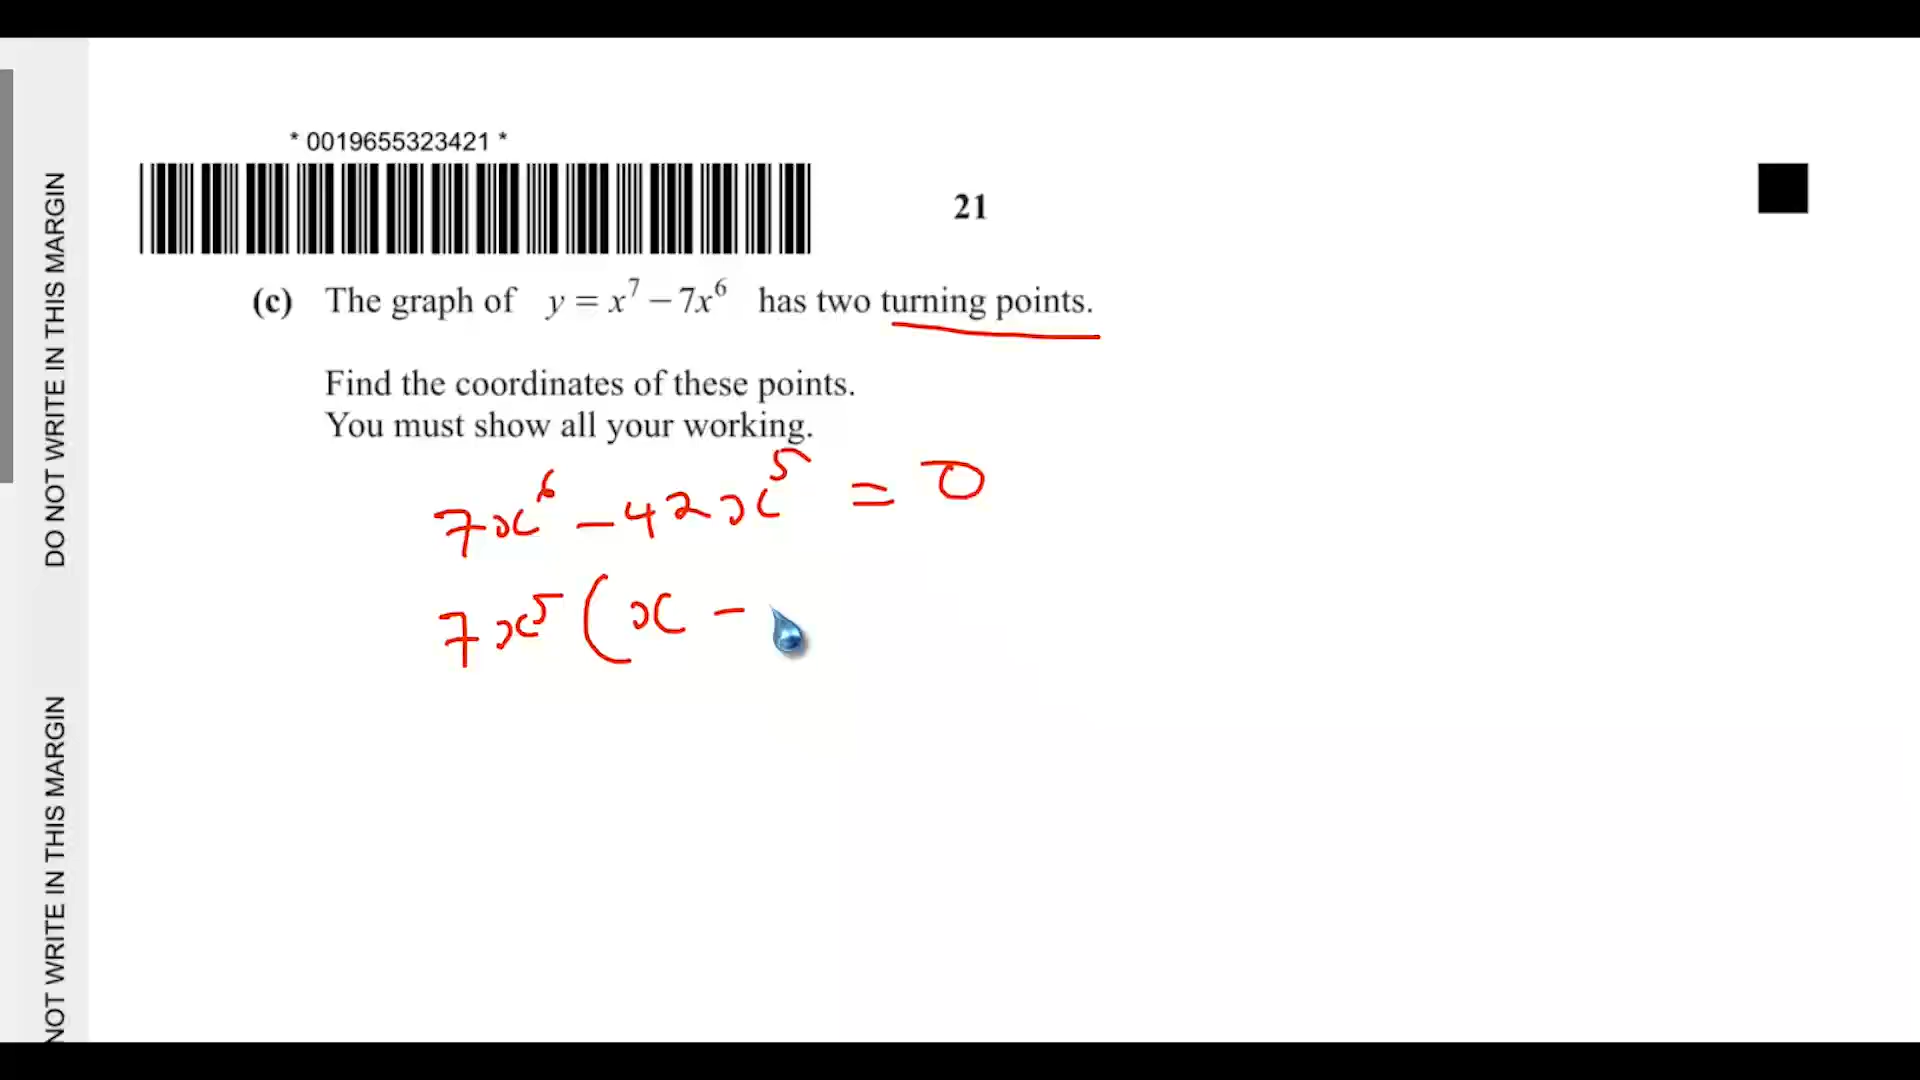 * 0019655323421 *
21
(c) The graph of y = x⁷ − 7x⁶ has two turning points.
Find the coordinates of these points.
You must show all your working.
7x⁶ − 42x⁵ = 0
7x⁵ ( x −
DO NOT WRITE IN THIS MARGIN
NOT WRITE IN THIS MARGIN